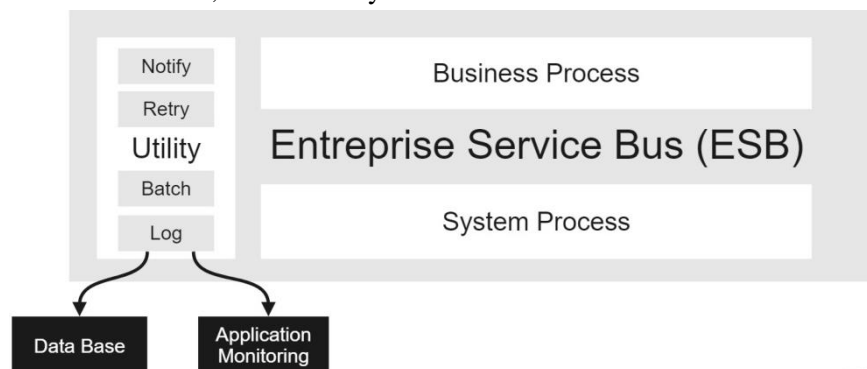 Notify
Retry
Utility
Batch
Log
Business Process
Entreprise Service Bus (ESB)
System Process
Data Base
Application
Monitoring